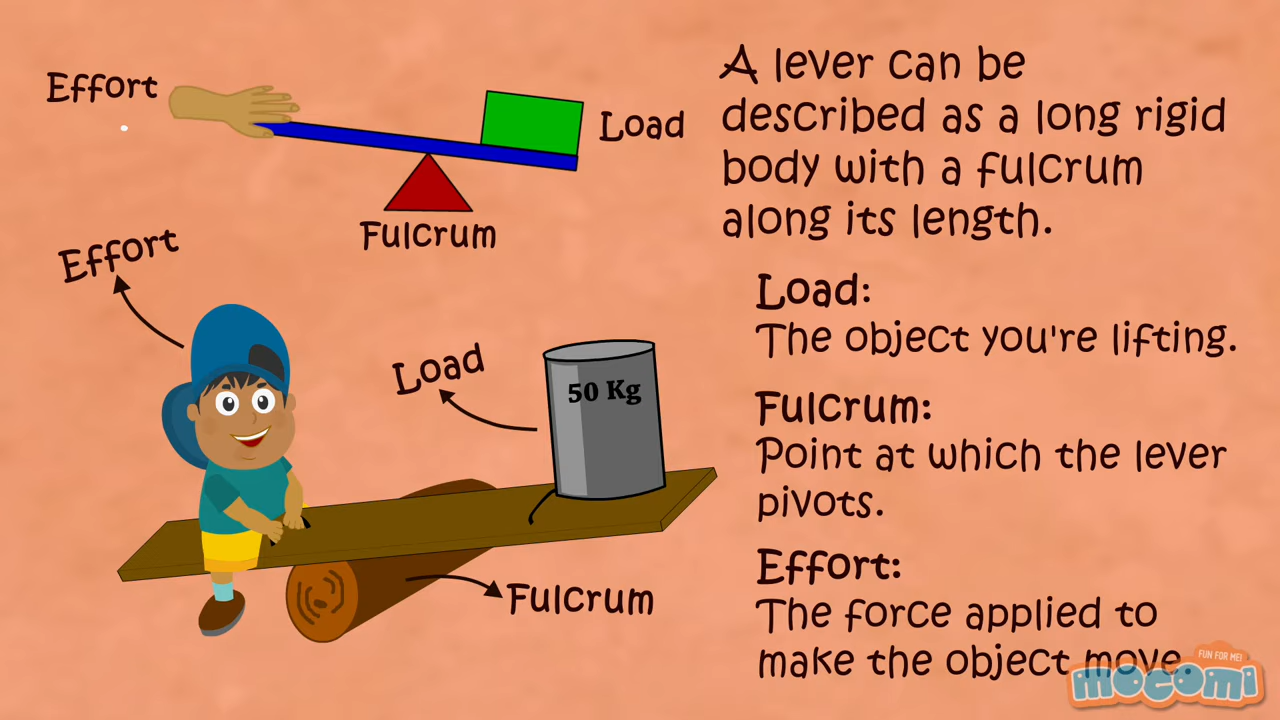 Effort
Load
Fulcrum
Effort
Load
50 Kg
Fulcrum
A lever can be
described as a long rigid
body with a fulcrum
along its length.
Load:
The object you're lifting.
Fulcrum:
Point at which the lever
pivots.
Effort:
The force applied to
make the object move.
FUN FOR ME!
mocomi